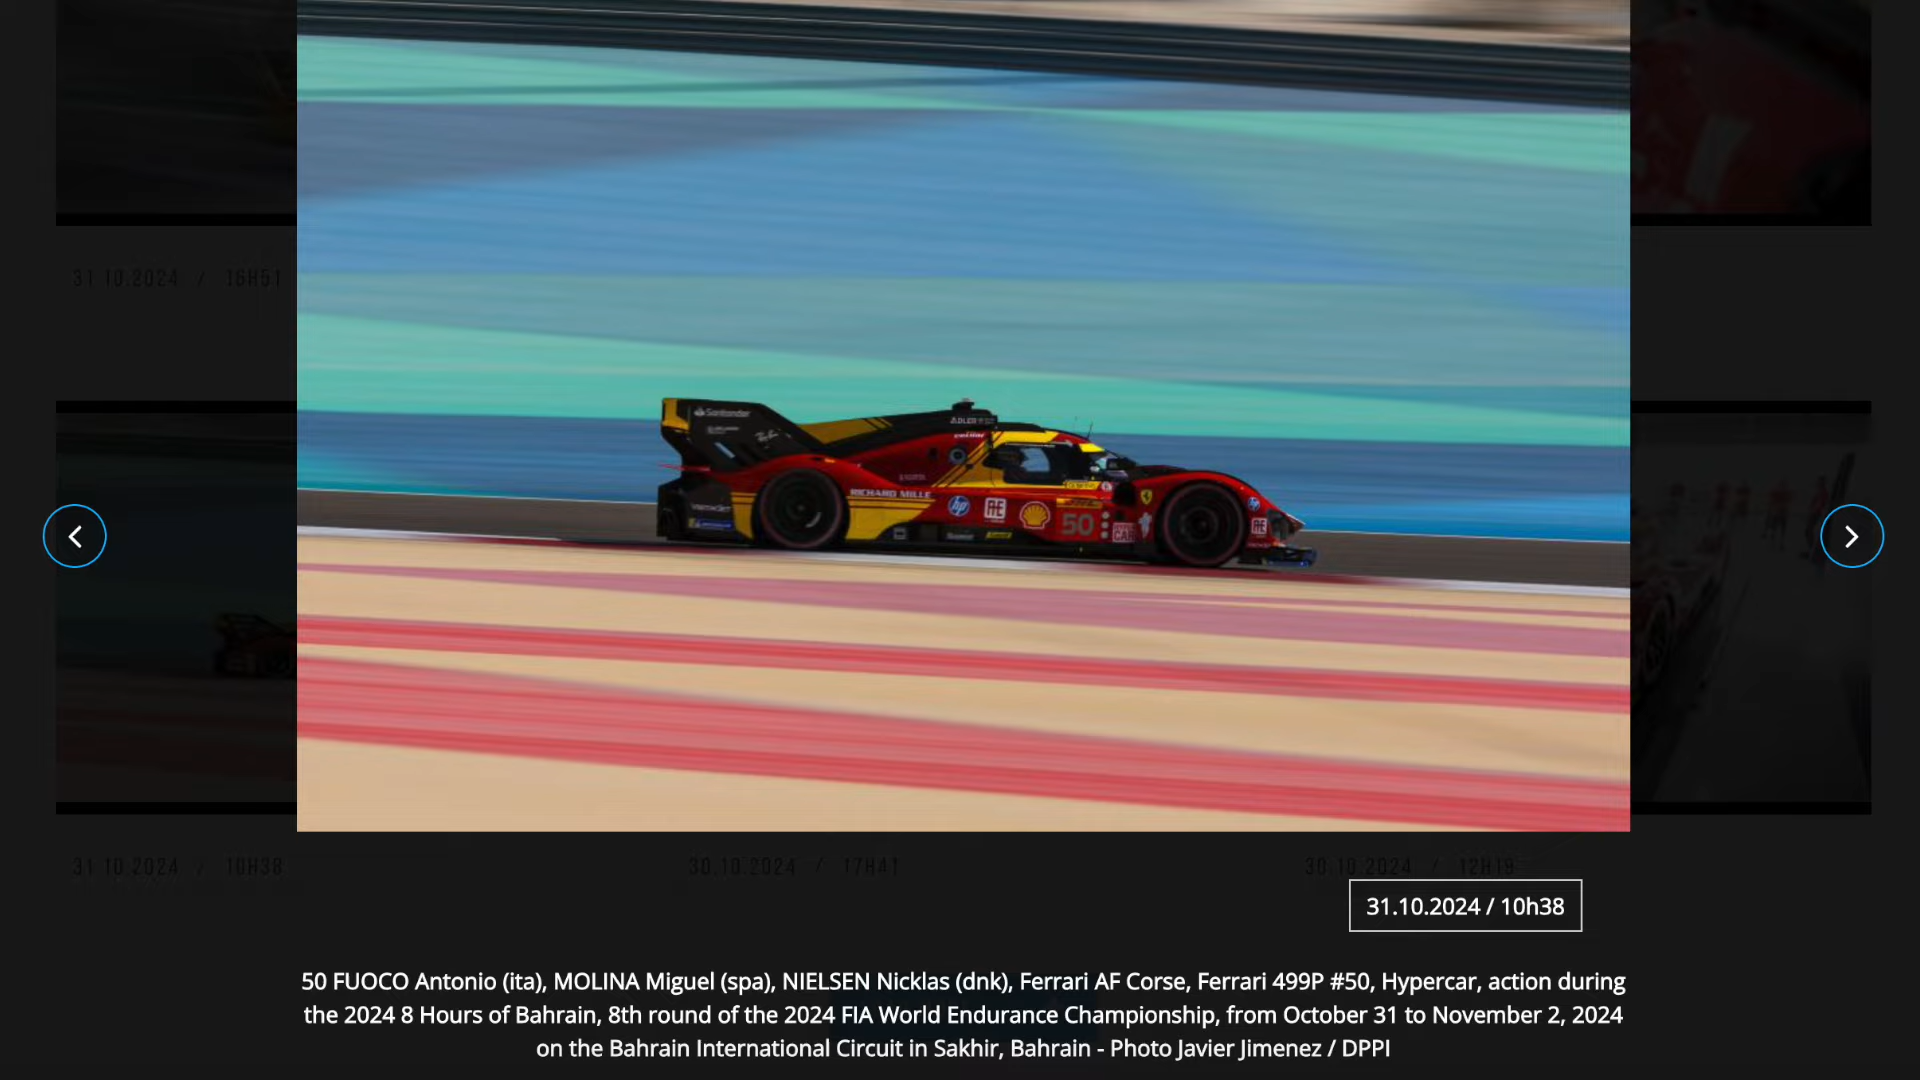 31.10.2024 / 16H51
Santander
RICHARD MILLE
50
CAR
31.10.2024 / 10H38
30.10.2024 / 17H41
30.10.2024 / 12H19
31.10.2024 / 10h38
50 FUOCO Antonio (ita), MOLINA Miguel (spa), NIELSEN Nicklas (dnk), Ferrari AF Corse, Ferrari 499P #50, Hypercar, action during
the 2024 8 Hours of Bahrain, 8th round of the 2024 FIA World Endurance Championship, from October 31 to November 2, 2024
on the Bahrain International Circuit in Sakhir, Bahrain - Photo Javier Jimenez / DPPI